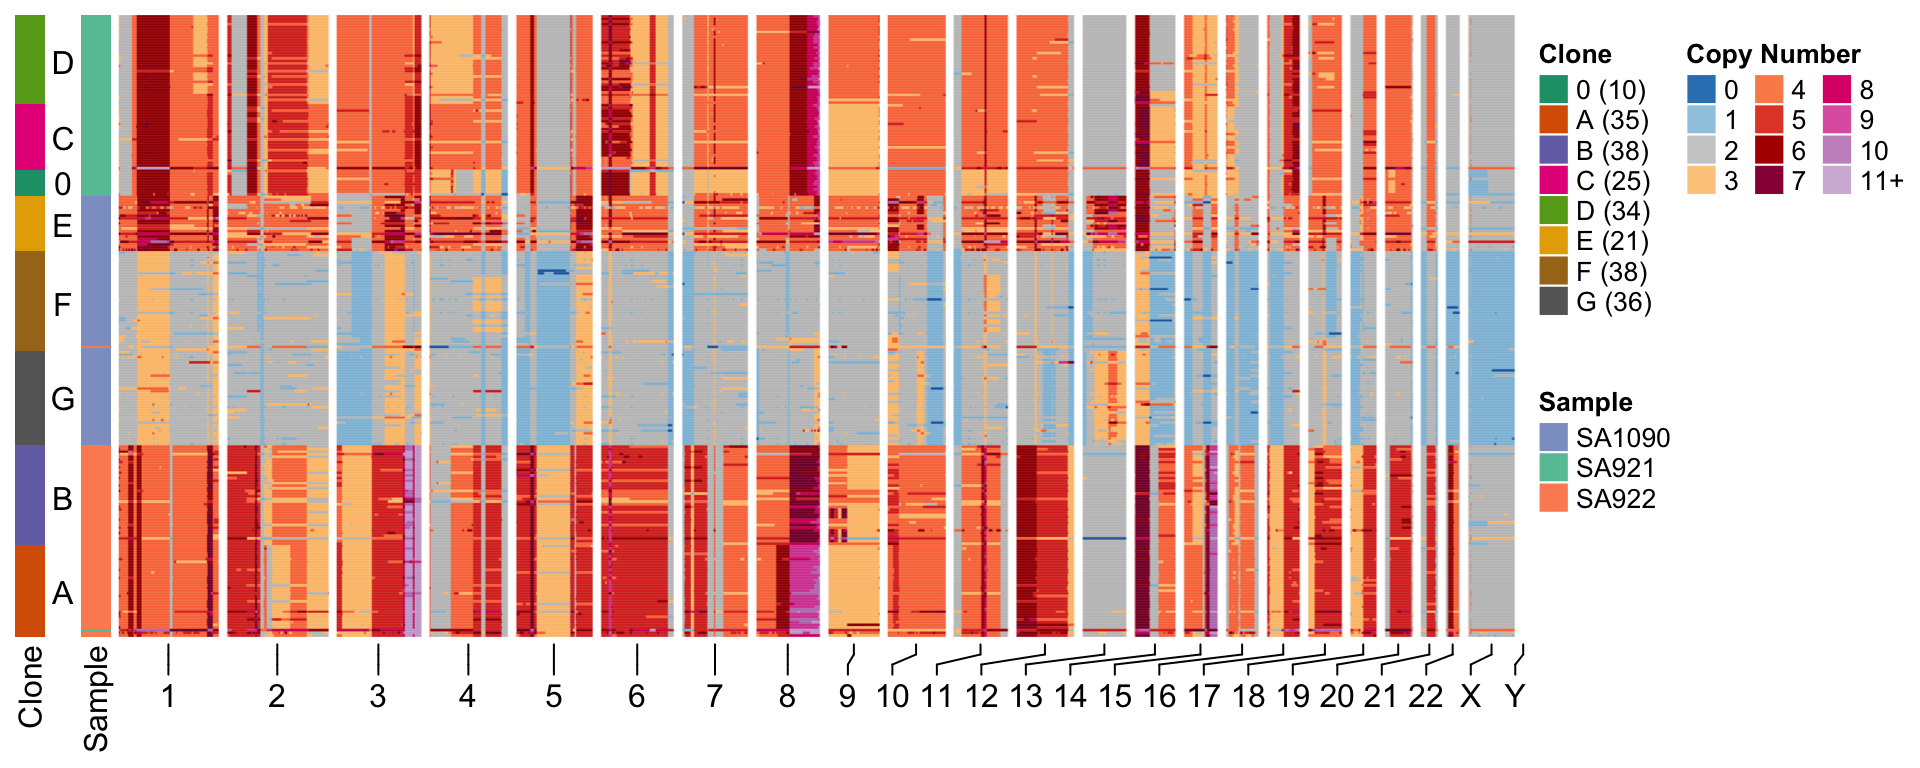 D
C
0
E
F
G
B
A
Clone
Sample
1 2 3 4 5 6 7 8 9 10 11 12 13 14 15 16 17 18 19 20 21 22 X Y
Clone
0 (10)
A (35)
B (38)
C (25)
D (34)
E (21)
F (38)
G (36)
Copy Number
0 4 8
1 5 9
2 6 10
3 7 11+
Sample
SA1090
SA921
SA922